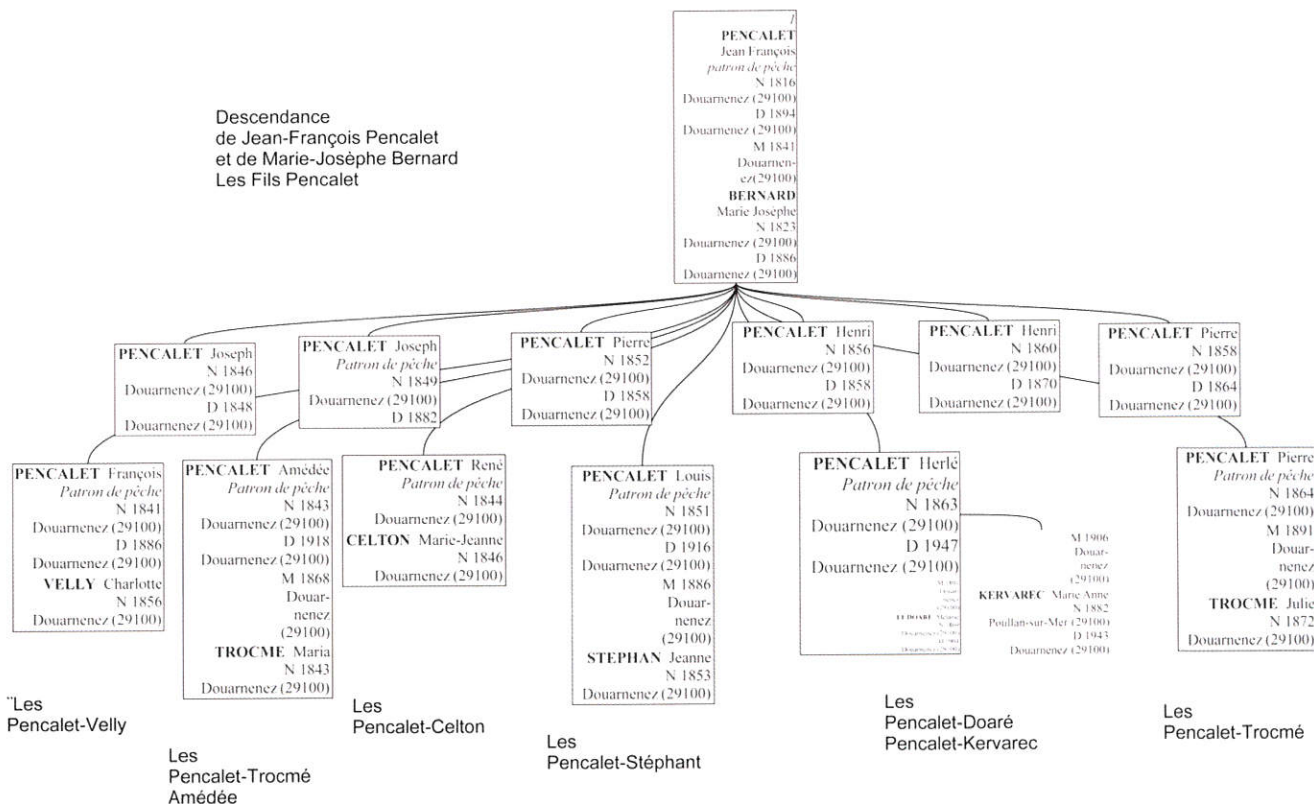 Descendance
de Jean-François Pencalet
et de Marie-Josèphe Bernard
Les Fils Pencalet
1
PENCALET
Jean François
patron de pêche
N 1816
Douarnenez (29100)
D 1894
Douarnenez (29100)
M 1841
Douarnen-
ez(29100)
BERNARD
Marie Josèphe
N 1823
Douarnenez (29100)
D 1886
Douarnenez (29100)
PENCALET Joseph
N 1846
Douarnenez (29100)
D 1848
Douarnenez (29100)
PENCALET Joseph
Patron de pêche
N 1849
Douarnenez (29100)
D 1882
PENCALET Pierre
N 1852
Douarnenez (29100)
D 1858
Douarnenez (29100)
PENCALET Henri
N 1856
Douarnenez (29100)
D 1858
Douarnenez (29100)
PENCALET Henri
N 1860
Douarnenez (29100)
D 1870
Douarnenez (29100)
PENCALET Pierre
N 1858
Douarnenez (29100)
D 1864
Douarnenez (29100)
PENCALET François
Patron de pêche
N 1841
Douarnenez (29100)
D 1886
Douarnenez (29100)
VELLY Charlotte
N 1856
Douarnenez (29100)
PENCALET Amédée
Patron de pêche
N 1843
Douarnenez (29100)
D 1918
Douarnenez (29100)
M 1868
Douar-
nenez
(29100)
TROCME Maria
N 1843
Douarnenez (29100)
PENCALET René
Patron de pêche
N 1844
Douarnenez (29100)
CELTON Marie-Jeanne
N 1846
Douarnenez (29100)
PENCALET Louis
Patron de pêche
N 1851
Douarnenez (29100)
D 1916
Douarnenez (29100)
M 1886
Douar-
nenez
(29100)
STEPHAN Jeanne
N 1853
Douarnenez (29100)
PENCALET Herlé
Patron de pêche
N 1863
Douarnenez (29100)
D 1947
Douarnenez (29100)
M 1906
Douar-
nenez
(29100)
KERVAREC Marie Anne
N 1882
Poullan-sur-Mer (29100)
D 1943
Douarnenez (29100)
PENCALET Pierre
Patron de pêche
N 1864
Douarnenez (29100)
M 1891
Douar-
nenez
(29100)
TROCME Julie
N 1872
Douarnenez (29100)
¨Les
Pencalet-Velly
Les
Pencalet-Trocmé
Amédée
Les
Pencalet-Celton
Les
Pencalet-Stéphant
Les
Pencalet-Doaré
Pencalet-Kervarec
Les
Pencalet-Trocmé